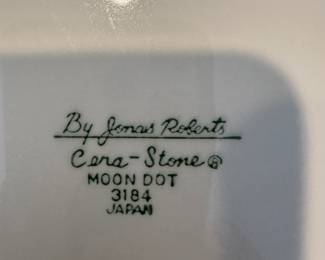 By Jonas Roberts
Cera-Stone®
MOON DOT
3184
JAPAN